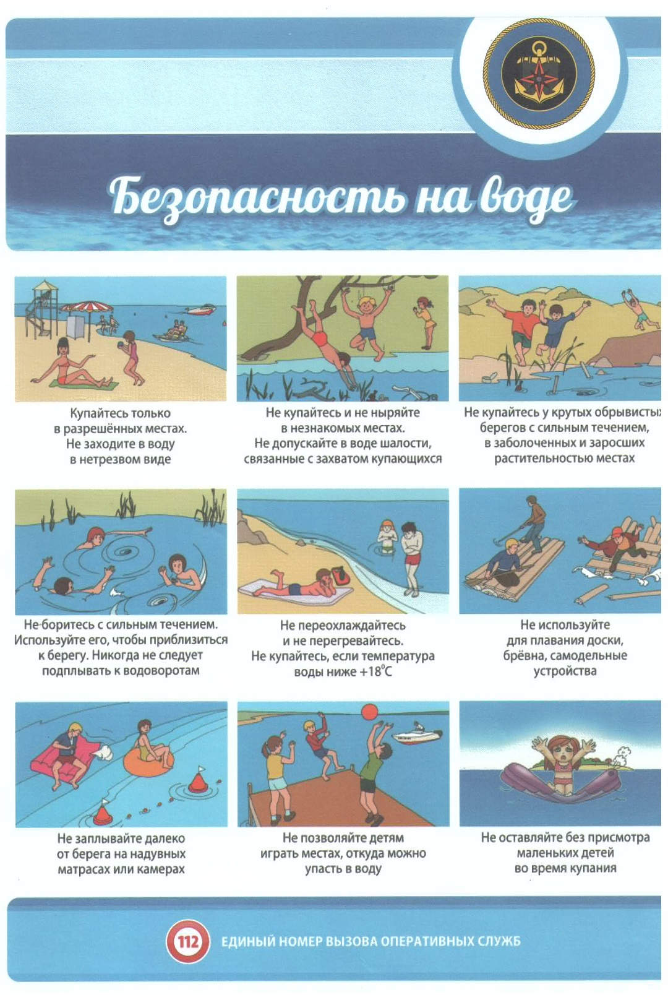 Безопасность на воде
Купайтесь только
в разрешённых местах.
Не заходите в воду
в нетрезвом виде
Не купайтесь и не ныряйте
в незнакомых местах.
Не допускайте в воде шалости,
связанные с захватом купающихся
Не купайтесь у крутых обрывистых
берегов с сильным течением,
в заболоченных и заросших
растительностью местах
Не боритесь с сильным течением.
Используйте его, чтобы приблизиться
к берегу. Никогда не следует
подплывать к водоворотам
Не переохлаждайтесь
и не перегревайтесь.
Не купайтесь, если температура
воды ниже +18°С
Не используйте
для плавания доски,
брёвна, самодельные
устройства
Не заплывайте далеко
от берега на надувных
матрасах или камерах
Не позволяйте детям
играть местах, откуда можно
упасть в воду
Не оставляйте без присмотра
маленьких детей
во время купания
112 ЕДИНЫЙ НОМЕР ВЫЗОВА ОПЕРАТИВНЫХ СЛУЖБ